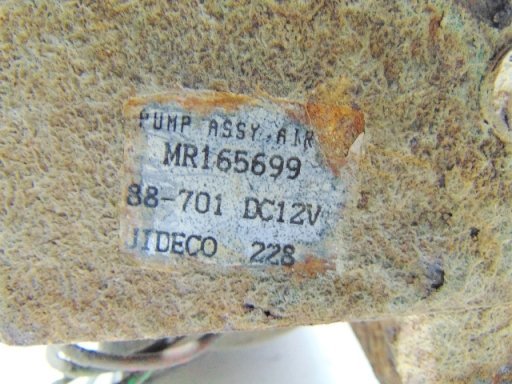 PUMP ASSY, AIR
MR165699
88-701 DC12V
JIDECO 228